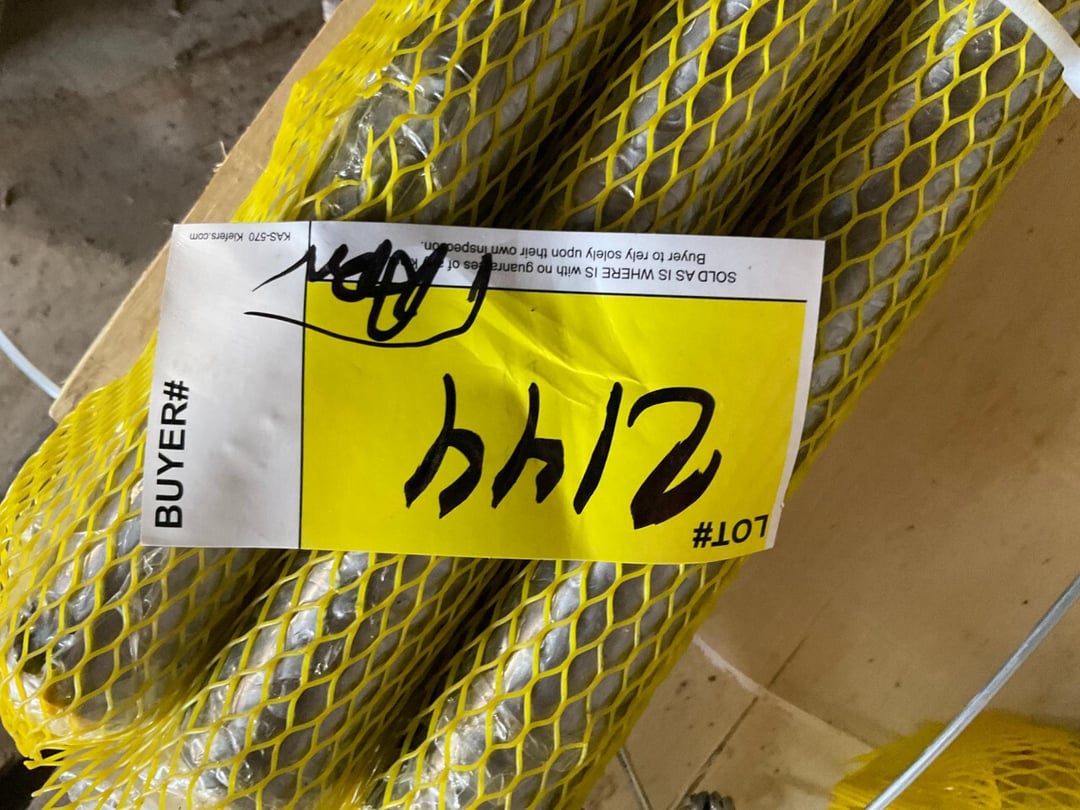 SOLD AS IS WHERE IS with no guarantees of
Buyer to rely solely upon their own inspection.
KAS-570 Kiefers.com
LOT#
2144
BUYER#